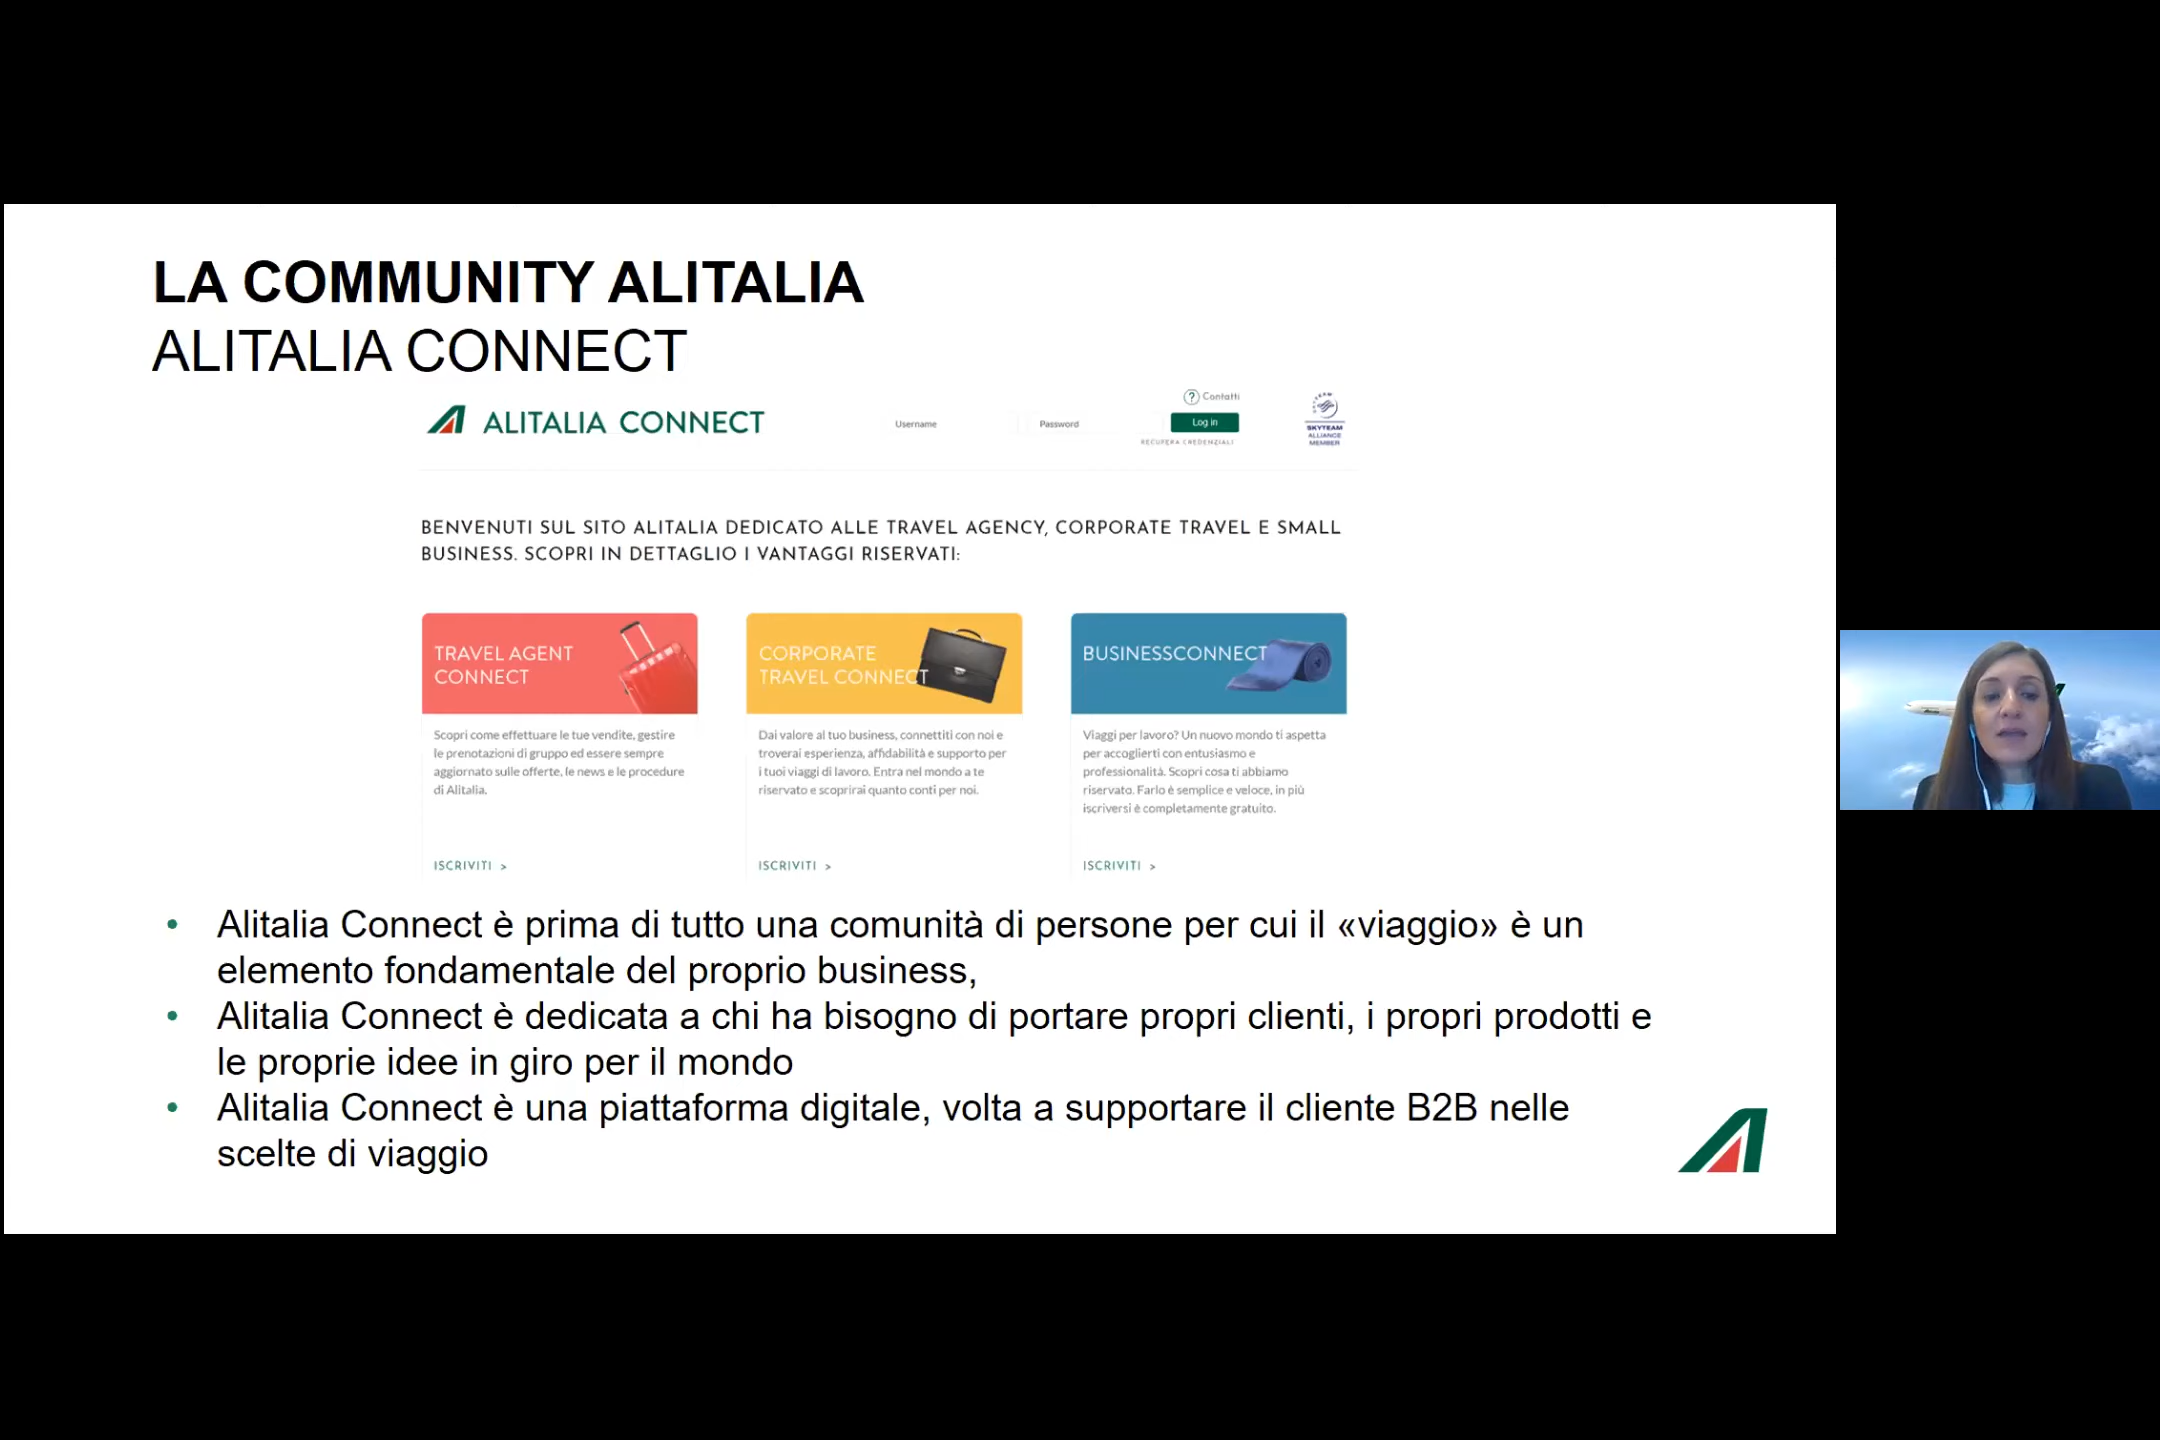 LA COMMUNITY ALITALIA
ALITALIA CONNECT
? Contatti
ALITALIA CONNECT
Username
Password
Log in
RECUPERA CREDENZIALI
SKYTEAM
SKYTEAM
ALLIANCE
MEMBER
BENVENUTI SUL SITO ALITALIA DEDICATO ALLE TRAVEL AGENCY, CORPORATE TRAVEL E SMALL
BUSINESS. SCOPRI IN DETTAGLIO I VANTAGGI RISERVATI:
TRAVEL AGENT
CONNECT
Scopri come effettuare le tue vendite, gestire
le prenotazioni di gruppo ed essere sempre
aggiornato sulle offerte, le news e le procedure
di Alitalia.
ISCRIVITI >
CORPORATE
TRAVEL CONNECT
Dai valore al tuo business, connettiti con noi e
troverai esperienza, affidabilità e supporto per
i tuoi viaggi di lavoro. Entra nel mondo a te
riservato e scoprirai quanto conti per noi.
ISCRIVITI >
BUSINESSCONNECT
Viaggi per lavoro? Un nuovo mondo ti aspetta
per accoglierti con entusiasmo e
professionalità. Scopri cosa ti abbiamo
riservato. Farlo è semplice e veloce, in più
iscriversi è completamente gratuito.
ISCRIVITI >
• Alitalia Connect è prima di tutto una comunità di persone per cui il «viaggio» è un
elemento fondamentale del proprio business,
• Alitalia Connect è dedicata a chi ha bisogno di portare propri clienti, i propri prodotti e
le proprie idee in giro per il mondo
• Alitalia Connect è una piattaforma digitale, volta a supportare il cliente B2B nelle
scelte di viaggio